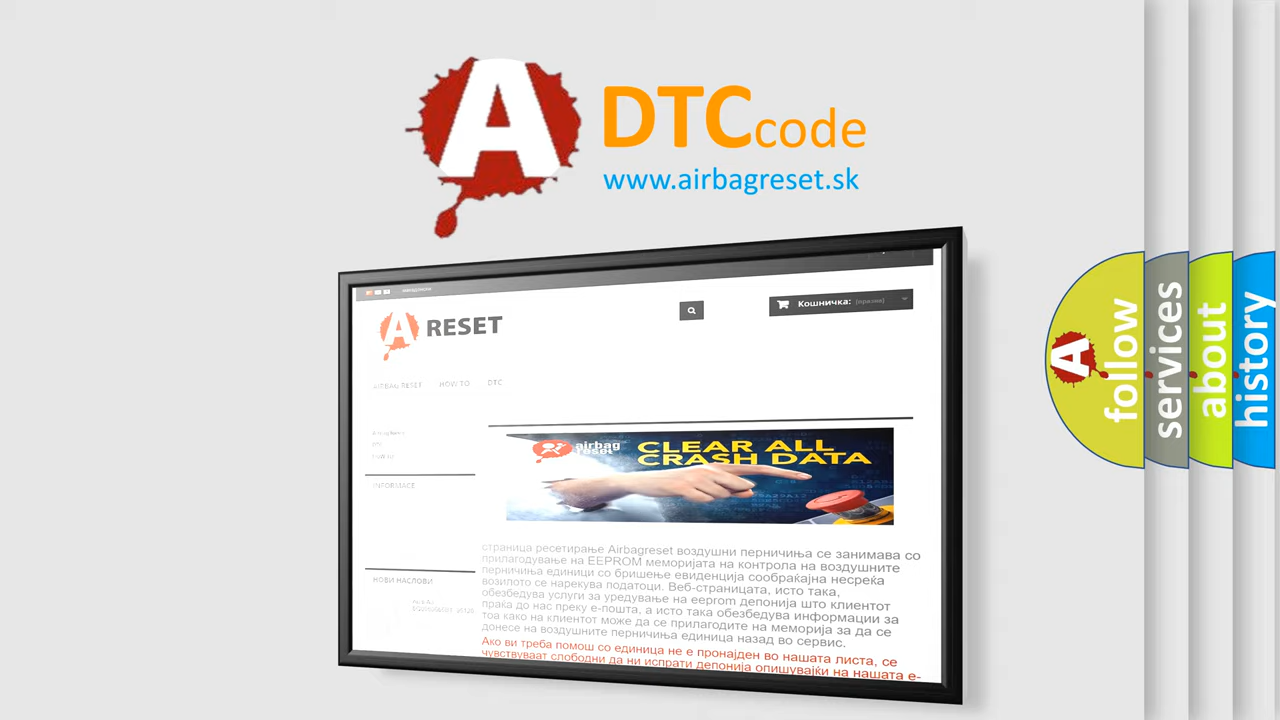 A
DTCcode
www.airbagreset.sk
A RESET
Кошничка:
AIRBAG RESET HOW TO DTC
airbag
reset
CLEAR ALL
CRASH DATA
INFORMACE
НОВИ НАСЛОВИ
страница ресетирање Airbagreset воздушни перничиња се занимава со
прилагодување на EEPROM меморијата на контрола на воздушните
перничиња единици со бришење евиденција сообраќајна несреќа
возилото се нарекува податоци. Веб-страницата, исто така,
обезбедува услуги за уредување на eeprom депонија што клиентот
праќа до нас преку е-пошта, а исто така обезбедува информации за
тоа како на клиентот може да се прилагодите на меморија за да се
донесе на воздушните перничиња единица назад во сервис.
Ако ви треба помош со единица не е пронајден во нашата листа, се
чувствуваат слободни да ни испрати депонија опишувајќи на нашата е-
A
follow
services
about
history